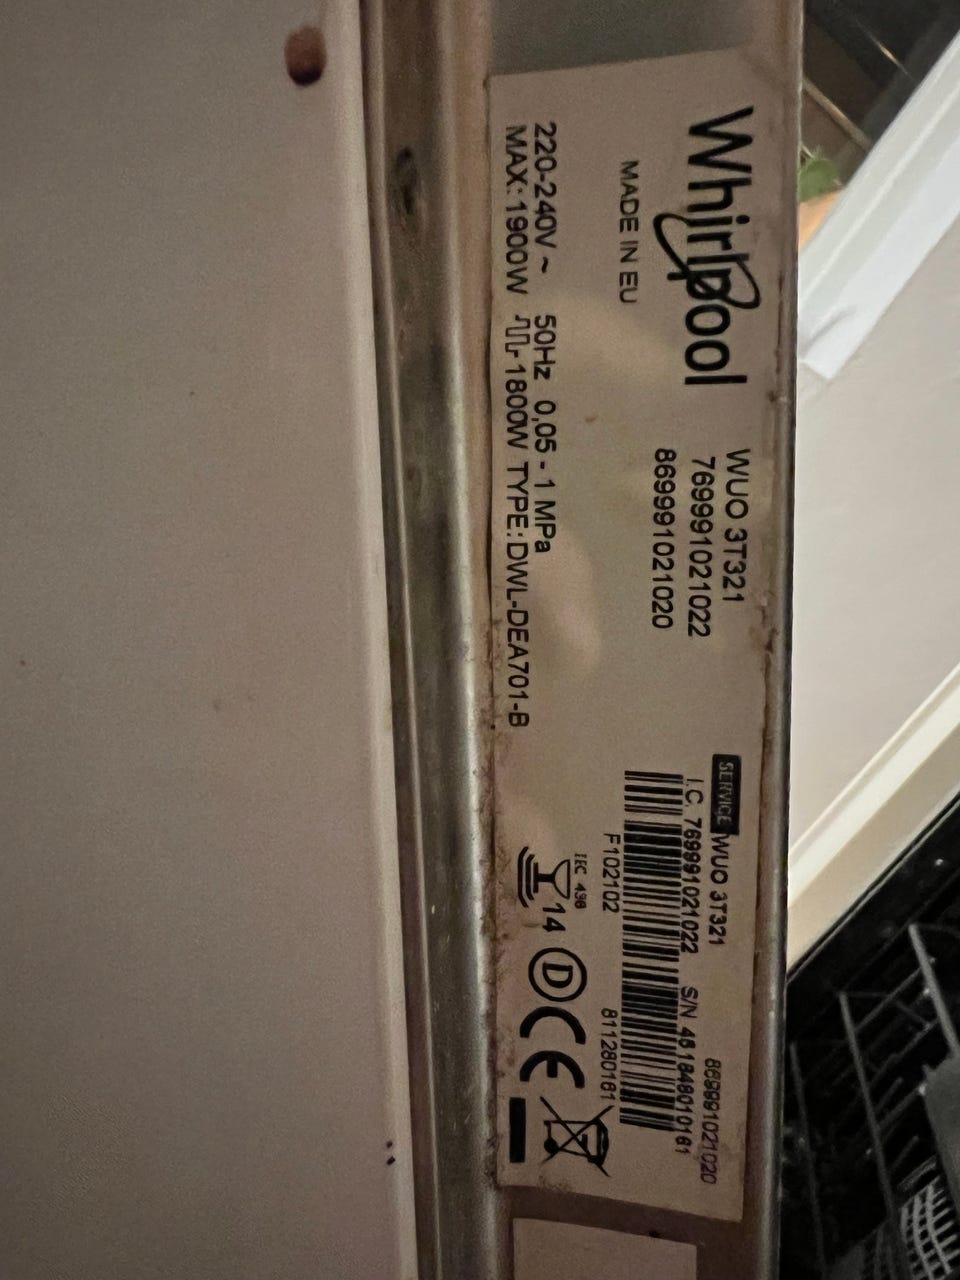 Whirlpool
MADE IN EU
220-240V ~ 50Hz 0,05 - 1 MPa
MAX: 1900W 1800W TYPE: DWL-DEA701-B
WUO 3T321
769991021022
869991021020
SERVICE WUO 3T321 869991021020
I.C. 769991021022 S/N 461848010161
F102102 811280161
IEC 436
14 D CE